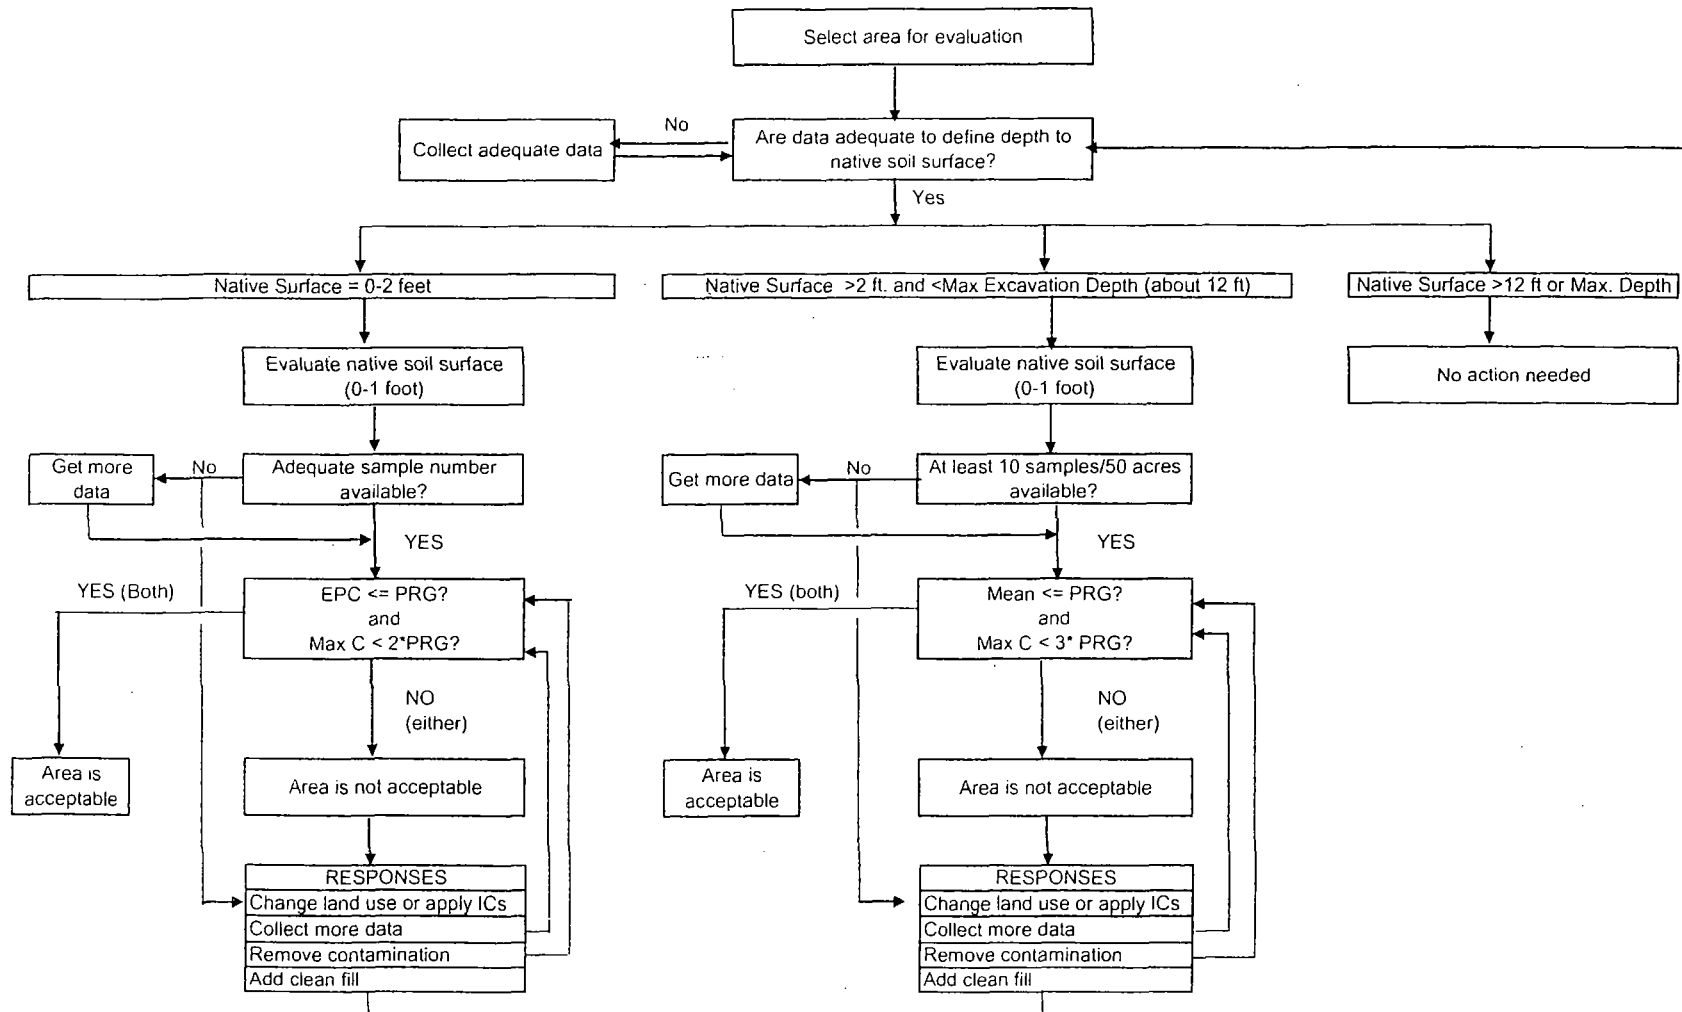 Select area for evaluation
No
Collect adequate data
Are data adequate to define depth to
native soil surface?
Yes
Native Surface = 0-2 feet
Native Surface >2 ft. and <Max Excavation Depth (about 12 ft)
Native Surface >12 ft or Max. Depth
Evaluate native soil surface
(0-1 foot)
Evaluate native soil surface
(0-1 foot)
No action needed
Get more
data
No
Adequate sample number
available?
Get more data
No
At least 10 samples/50 acres
available?
YES
YES
YES (Both)
EPC <= PRG?
and
Max C < 2*PRG?
YES (both)
Mean <= PRG?
and
Max C < 3* PRG?
NO
(either)
NO
(either)
Area is
acceptable
Area is not acceptable
Area is
acceptable
Area is not acceptable
RESPONSES
Change land use or apply ICs
Collect more data
Remove contamination
Add clean fill
RESPONSES
Change land use or apply ICs
Collect more data
Remove contamination
Add clean fill